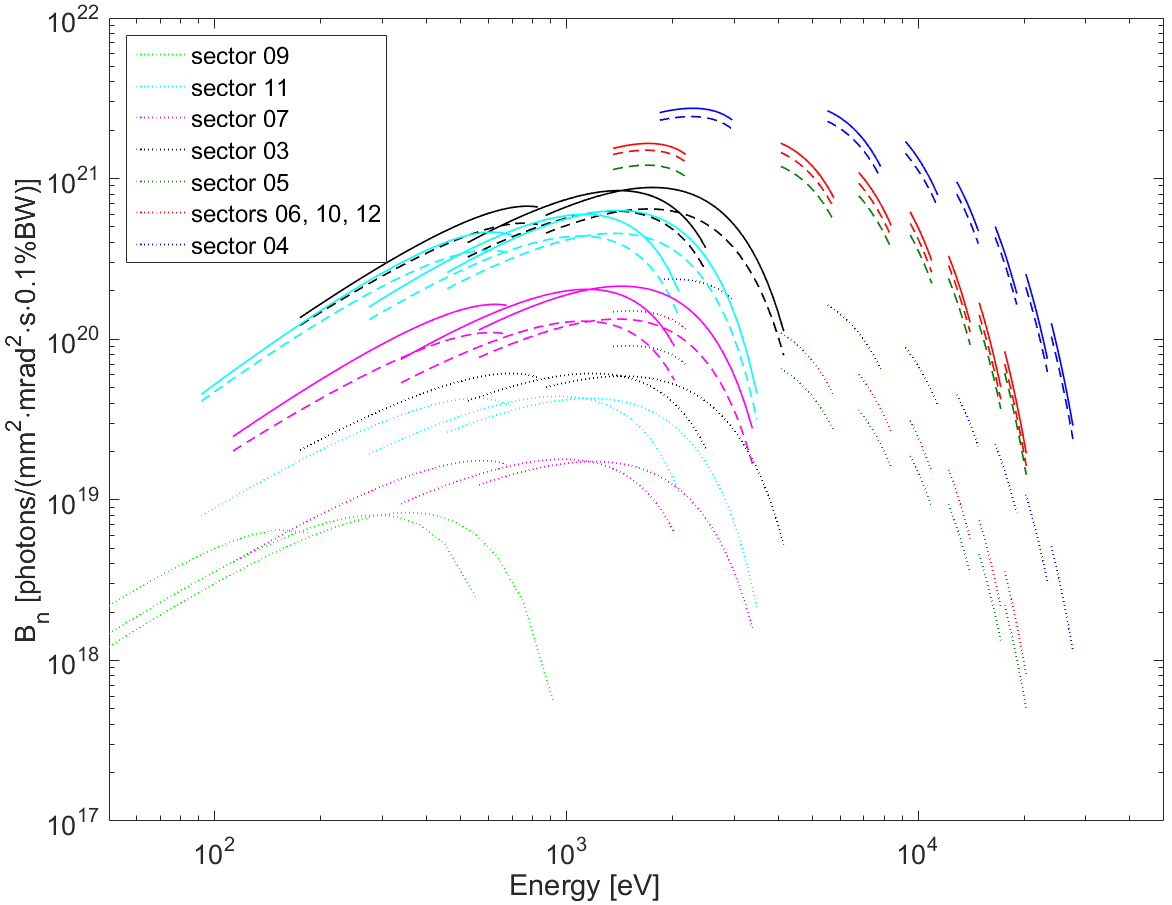 10^22
10^21
10^20
10^19
10^18
10^17
B_n [photons/(mm^2·mrad^2·s·0.1%BW)]
sector 09
sector 11
sector 07
sector 03
sector 05
sectors 06, 10, 12
sector 04
10^2
10^3
10^4
Energy [eV]